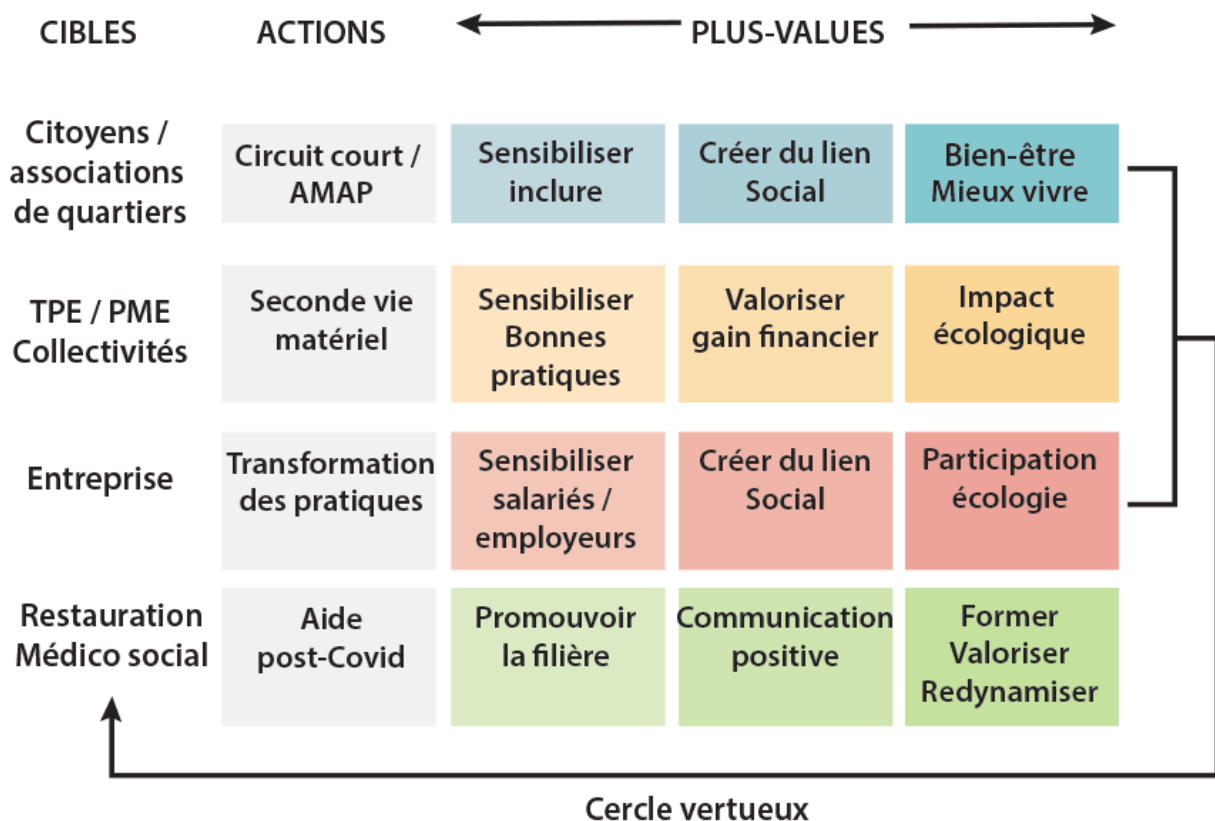 CIBLES
ACTIONS
PLUS-VALUES
Citoyens /
associations
de quartiers
Circuit court /
AMAP
Sensibiliser
inclure
Créer du lien
Social
Bien-être
Mieux vivre
TPE / PME
Collectivités
Seconde vie
matériel
Sensibiliser
Bonnes
pratiques
Valoriser
gain financier
Impact
écologique
Entreprise
Transformation
des pratiques
Sensibiliser
salariés /
employeurs
Créer du lien
Social
Participation
écologie
Restauration
Médico social
Aide
post-Covid
Promouvoir
la filière
Communication
positive
Former
Valoriser
Redynamiser
Cercle vertueux